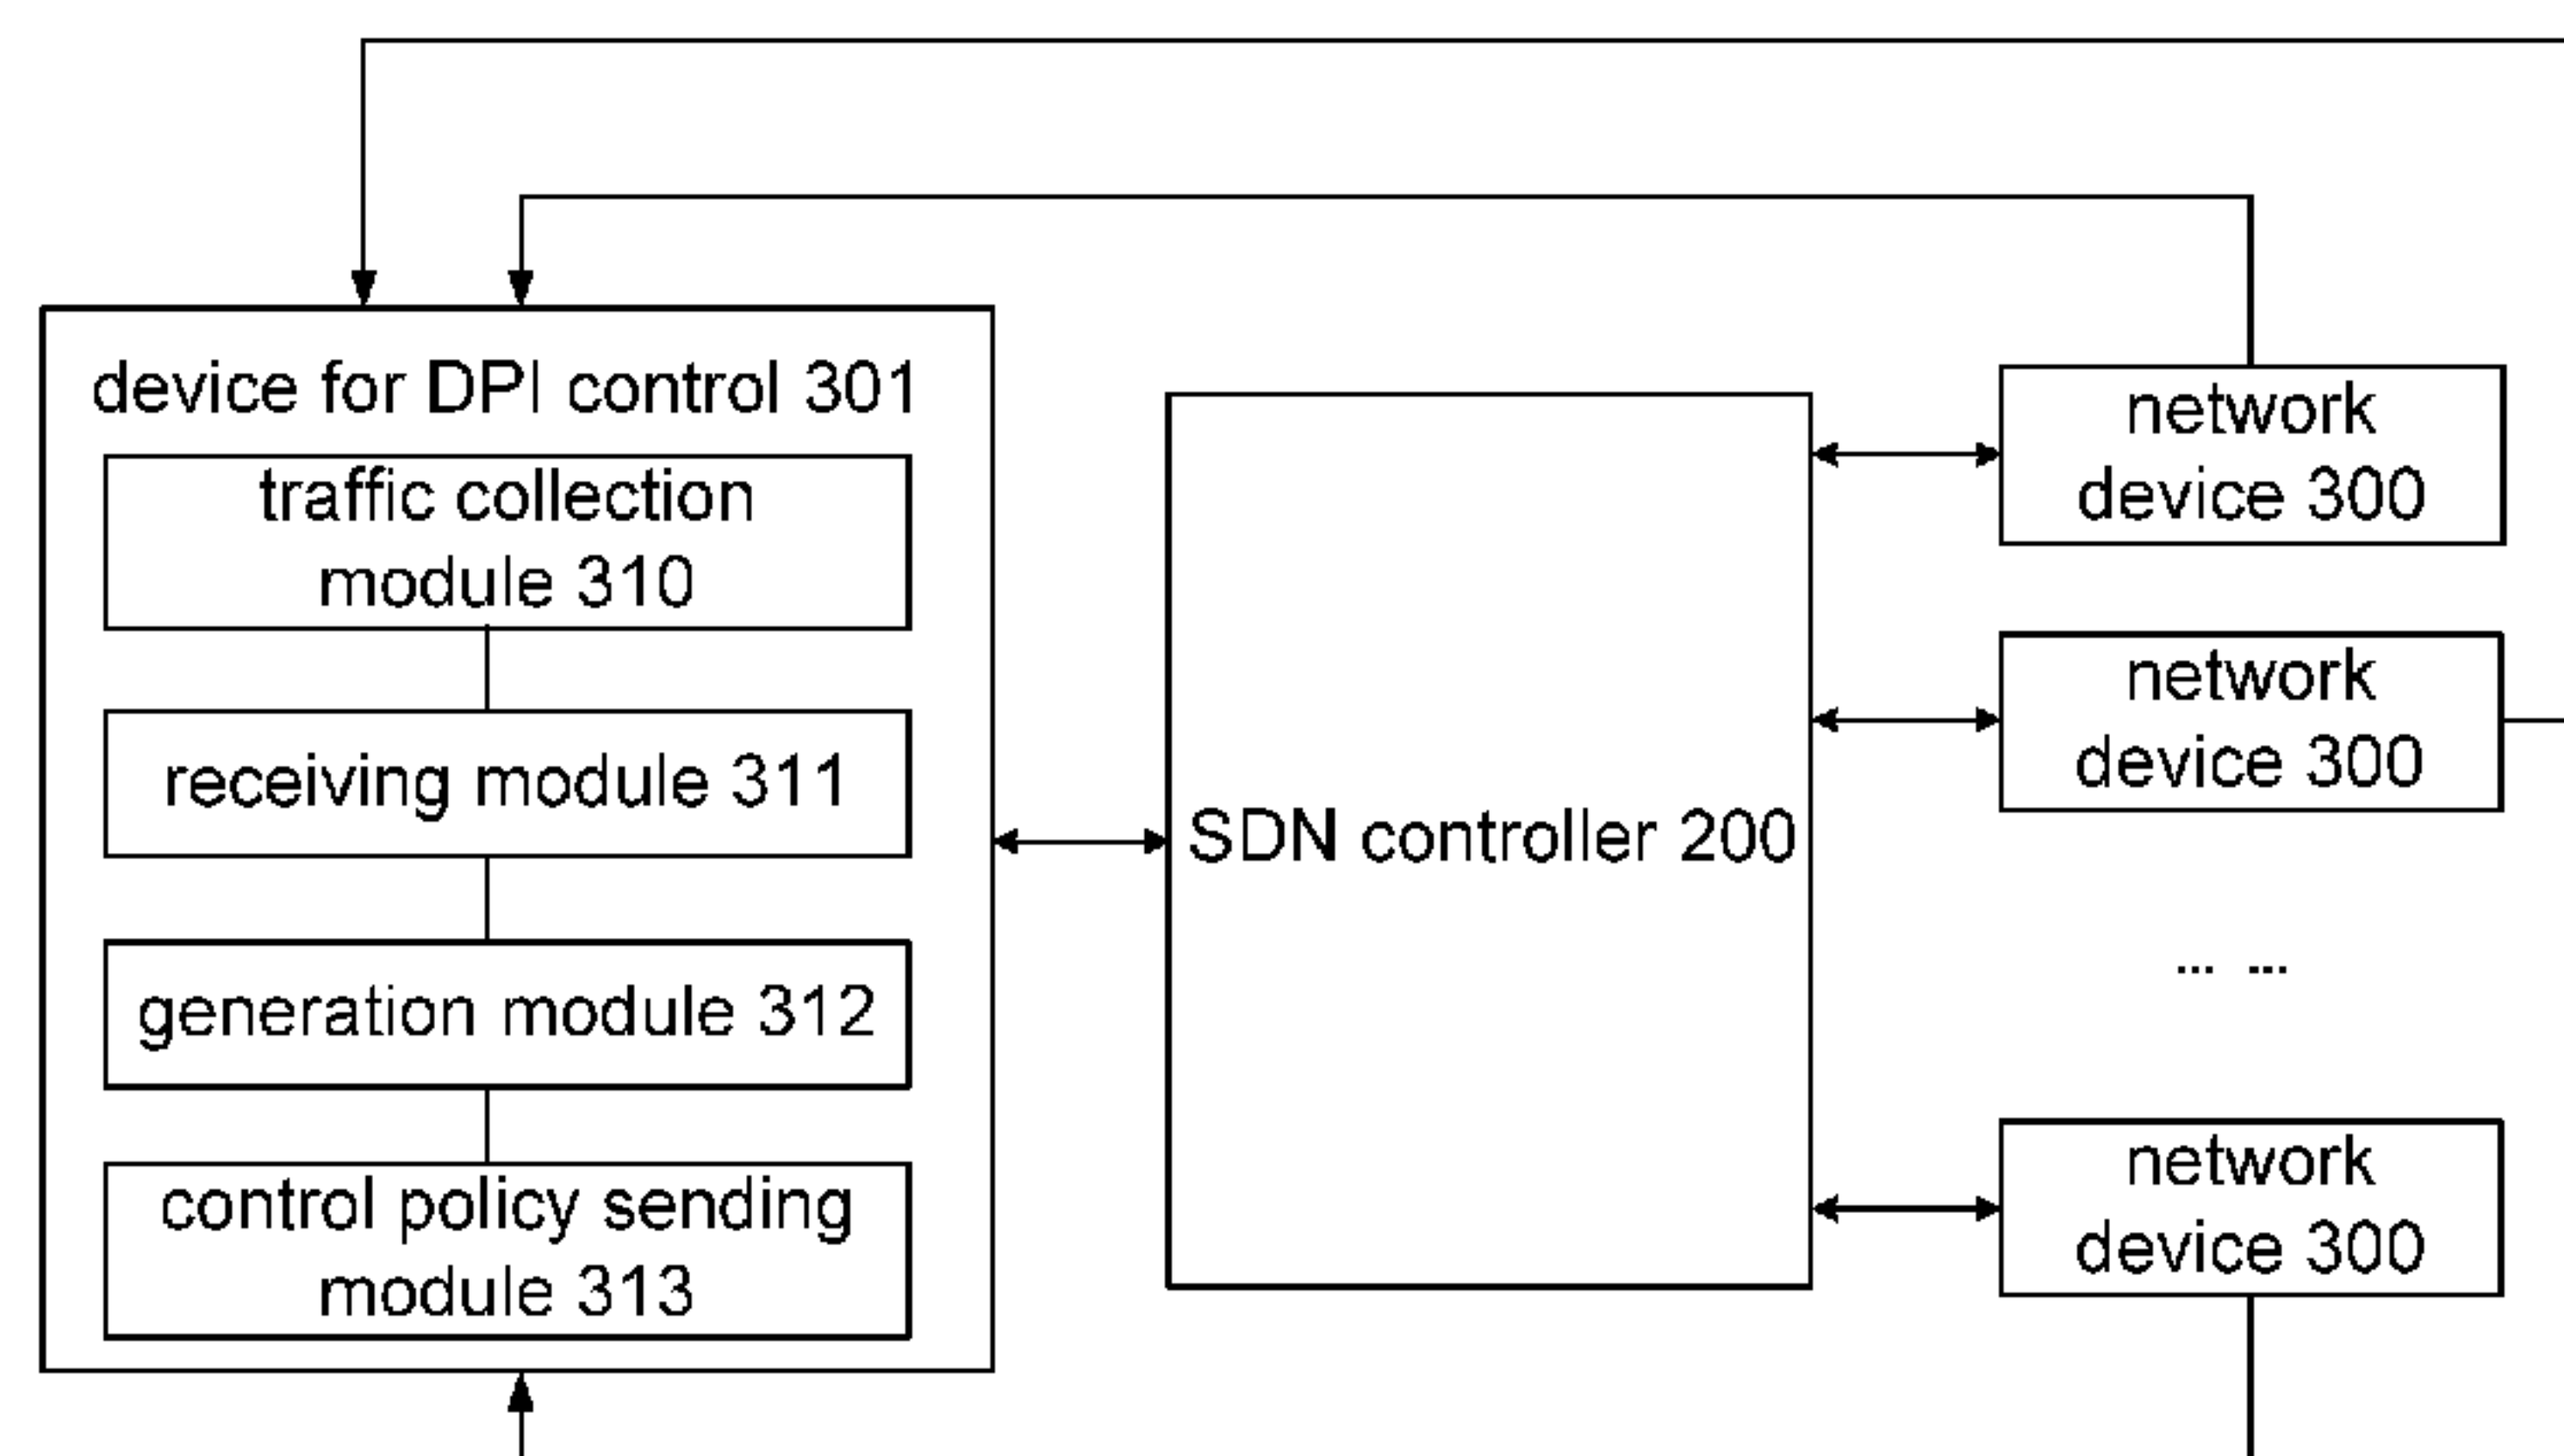 device for DPI control 301
traffic collection
module 310
receiving module 311
generation module 312
control policy sending
module 313
SDN controller 200
network
device 300
network
device 300
... ...
network
device 300